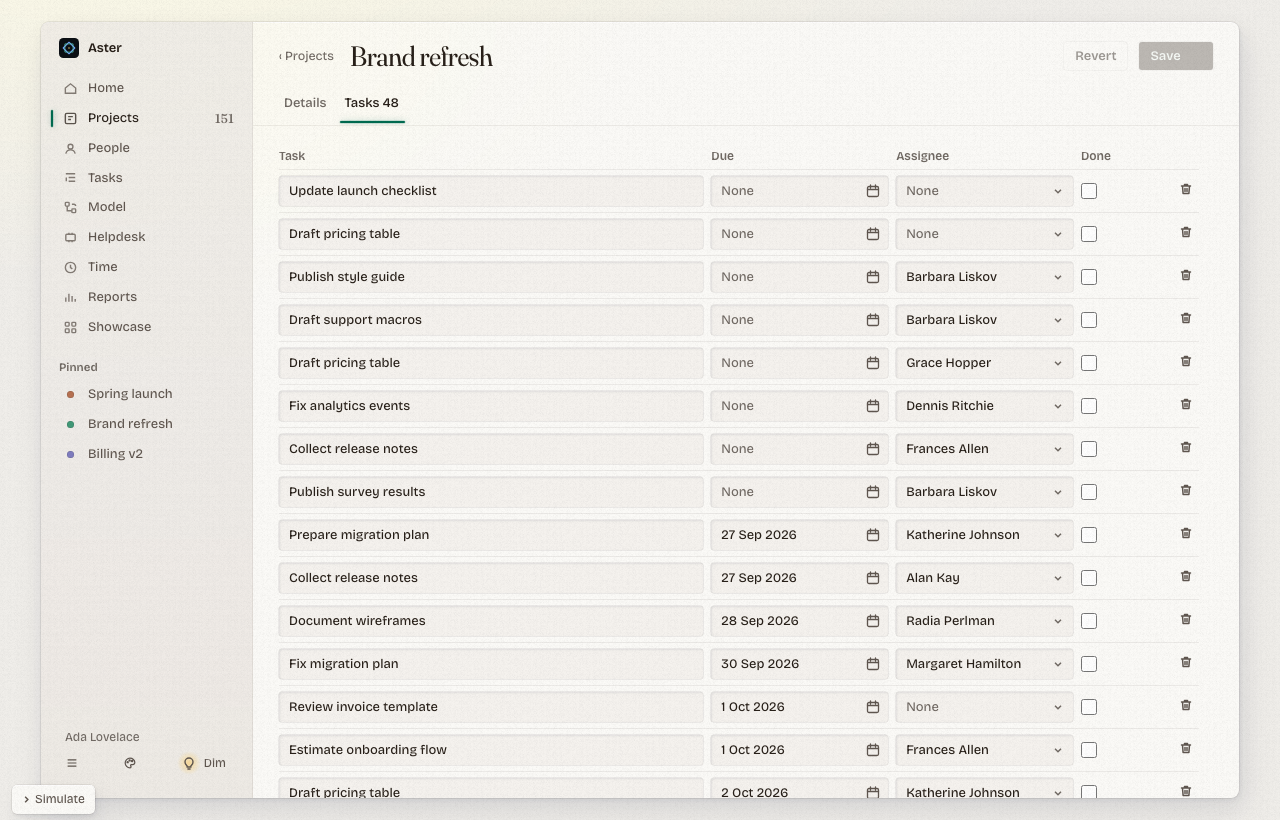 Aster
Home
Projects 151
People
Tasks
Model
Helpdesk
Time
Reports
Showcase
Pinned
Spring launch
Brand refresh
Billing v2
Ada Lovelace
Dim
Simulate
‹ Projects Brand refresh Revert Save
Details Tasks 48
Task Due Assignee Done
Update launch checklist None None
Draft pricing table None None
Publish style guide None Barbara Liskov
Draft support macros None Barbara Liskov
Draft pricing table None Grace Hopper
Fix analytics events None Dennis Ritchie
Collect release notes None Frances Allen
Publish survey results None Barbara Liskov
Prepare migration plan 27 Sep 2026 Katherine Johnson
Collect release notes 27 Sep 2026 Alan Kay
Document wireframes 28 Sep 2026 Radia Perlman
Fix migration plan 30 Sep 2026 Margaret Hamilton
Review invoice template 1 Oct 2026 None
Estimate onboarding flow 1 Oct 2026 Frances Allen
Draft pricing table 2 Oct 2026 Katherine Johnson